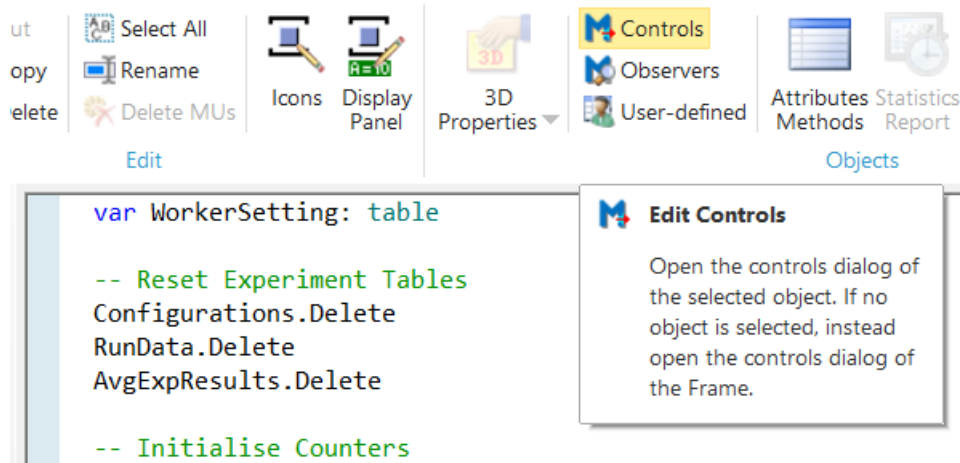 ut
opy
elete
Select All
Rename
Delete MUs
Edit
Icons
Display
Panel
A=10
3D
3D
Properties
Controls
Observers
User-defined
Attributes
Methods
Statistics
Report
Objects
var WorkerSetting: table
-- Reset Experiment Tables
Configurations.Delete
RunData.Delete
AvgExpResults.Delete
-- Initialise Counters
Edit Controls
Open the controls dialog of
the selected object. If no
object is selected, instead
open the controls dialog of
the Frame.